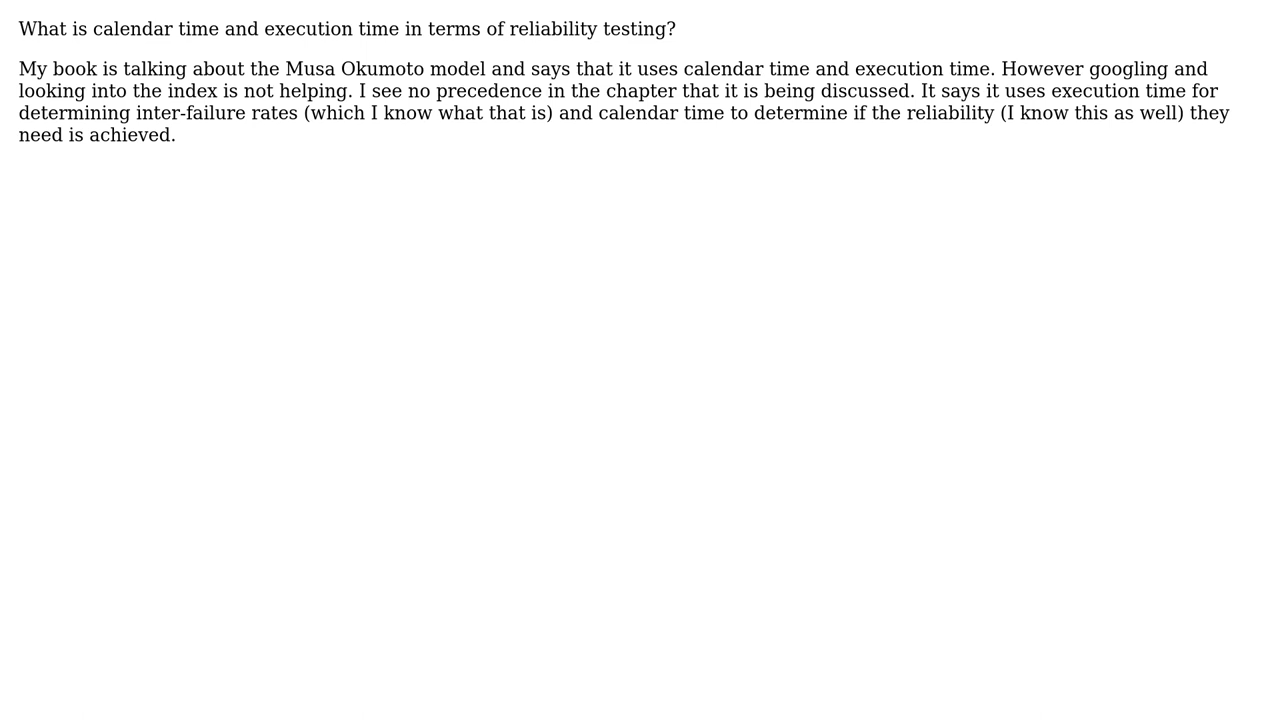 What is calendar time and execution time in terms of reliability testing?
My book is talking about the Musa Okumoto model and says that it uses calendar time and execution time. However googling and
looking into the index is not helping. I see no precedence in the chapter that it is being discussed. It says it uses execution time for
determining inter-failure rates (which I know what that is) and calendar time to determine if the reliability (I know this as well) they
need is achieved.